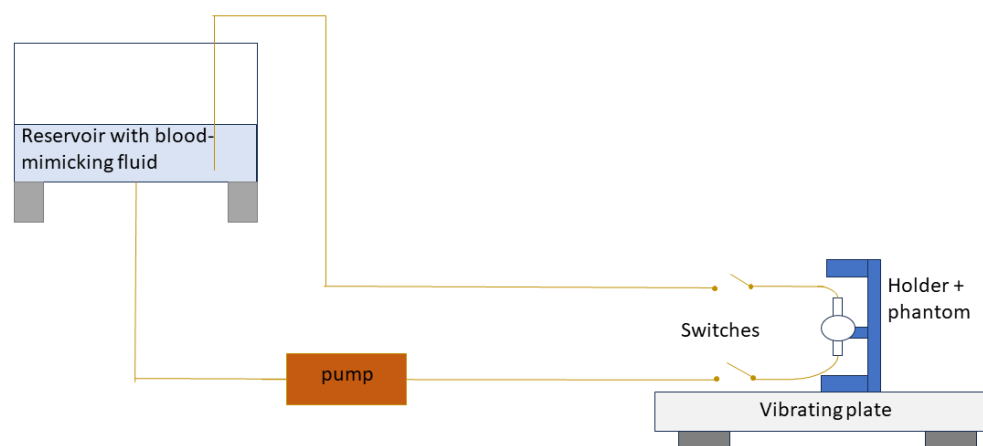 Reservoir with blood-
mimicking fluid
Holder +
phantom
Switches
pump
Vibrating plate